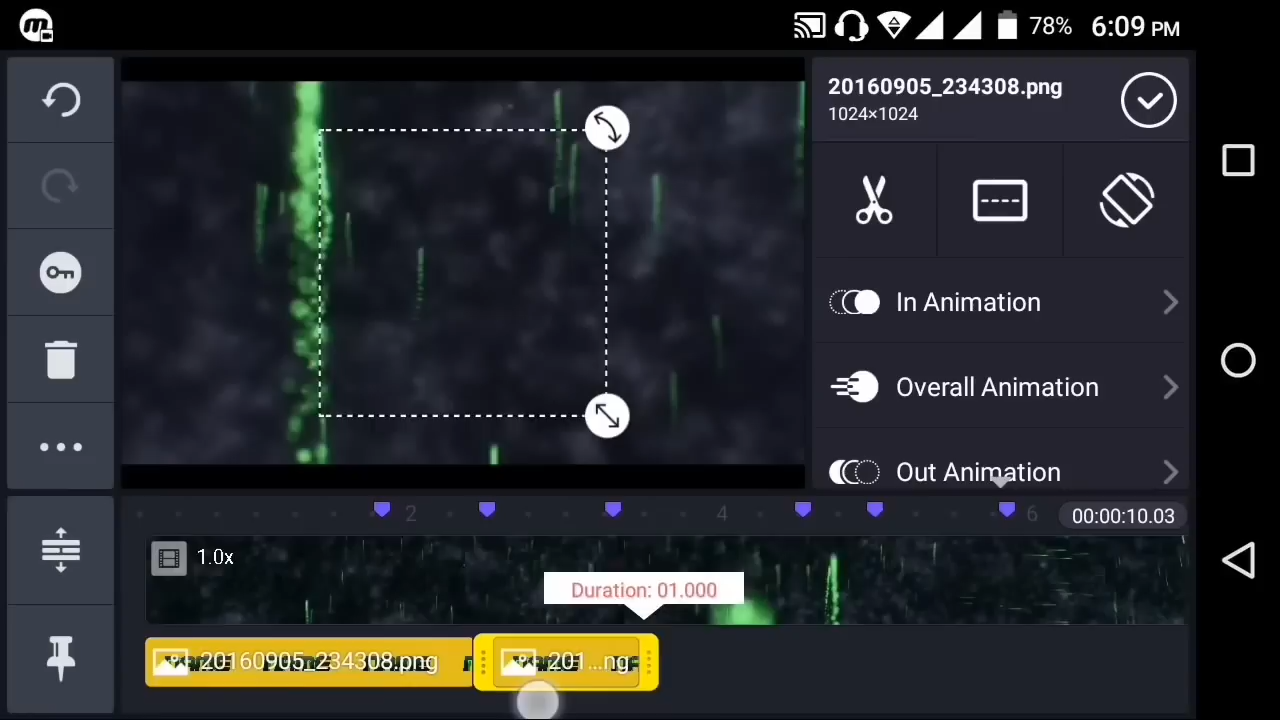 78% 6:09 PM
20160905_234308.png
1024×1024
In Animation
Overall Animation
Out Animation
2 4 6 00:00:10.03
1.0x
Duration: 01.000
20160905_234308.png 201...ng